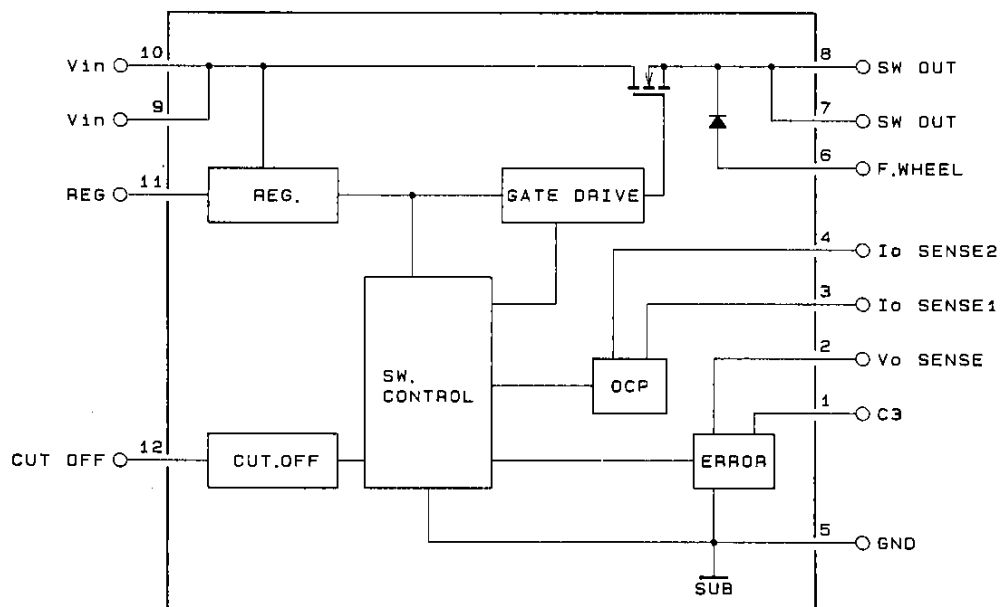 10
Vin
8
SW OUT
9
Vin
7
SW OUT
6
F.WHEEL
11
REG
REG.
GATE DRIVE
4
Io SENSE2
3
Io SENSE1
2
Vo SENSE
SW.
CONTROL
OCP
1
C3
12
CUT OFF
CUT.OFF
ERROR
5
GND
SUB